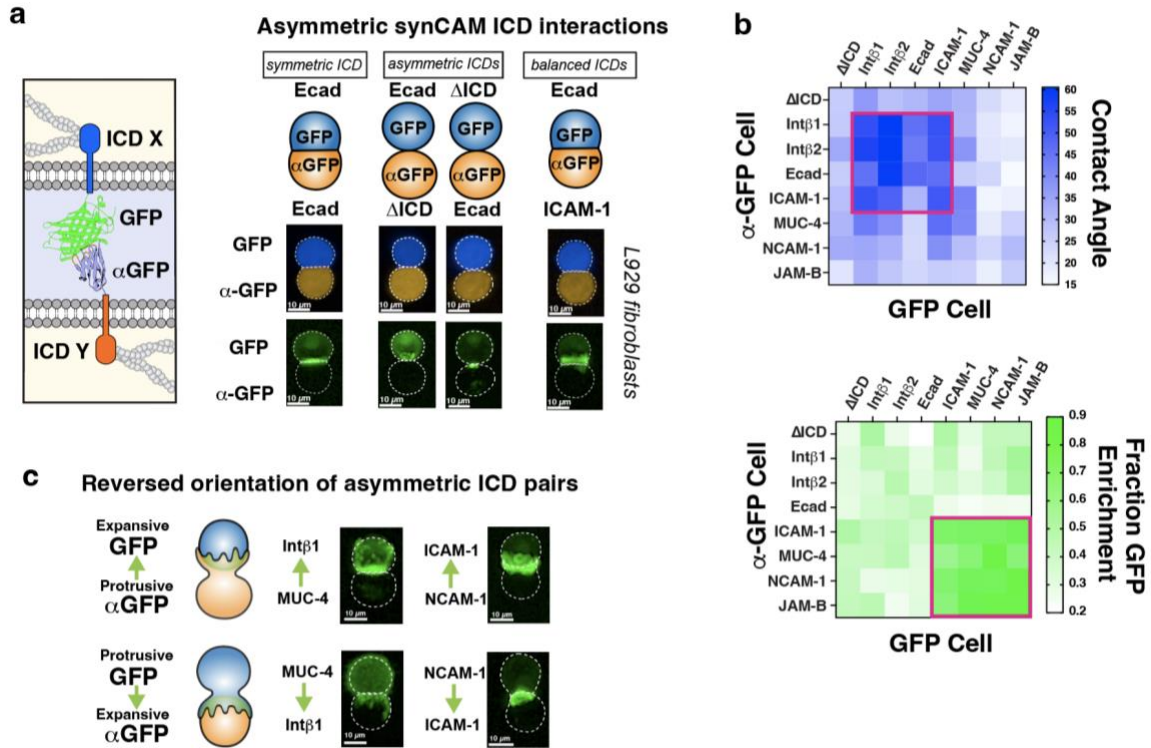 a
Asymmetric synCAM ICD interactions
symmetric ICD
asymmetric ICDs
balanced ICDs
Ecad
Ecad ΔICD
Ecad
GFP
GFP
GFP
GFP
αGFP
αGFP
αGFP
αGFP
Ecad
ΔICD
Ecad
ICAM-1
ICD X
GFP
αGFP
ICD Y
GFP
α-GFP
10 µm
10 µm
10 µm
10 µm
GFP
α-GFP
10 µm
10 µm
10 µm
10 µm
L929 fibroblasts
b
ΔICD
Intβ1
Intβ2
Ecad
ICAM-1
MUC-4
NCAM-1
JAM-B
α-GFP Cell
ΔICD
Intβ1
Intβ2
Ecad
ICAM-1
MUC-4
NCAM-1
JAM-B
GFP Cell
60
55
50
45
40
35
30
25
20
15
Contact Angle
ΔICD
Intβ1
Intβ2
Ecad
ICAM-1
MUC-4
NCAM-1
JAM-B
α-GFP Cell
ΔICD
Intβ1
Intβ2
Ecad
ICAM-1
MUC-4
NCAM-1
JAM-B
GFP Cell
0.9
0.8
0.7
0.6
0.5
0.4
0.3
0.2
Fraction GFP
Enrichment
c
Reversed orientation of asymmetric ICD pairs
Expansive
GFP
Protrusive
αGFP
Intβ1
MUC-4
10 µm
ICAM-1
NCAM-1
10 µm
Protrusive
GFP
Expansive
αGFP
MUC-4
Intβ1
10 µm
NCAM-1
ICAM-1
10 µm